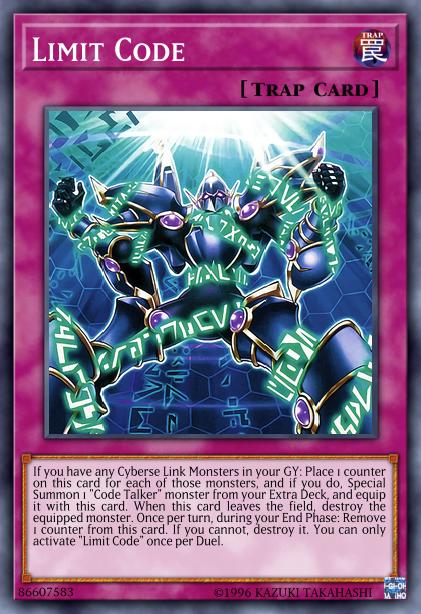 LIMIT CODE
TRAP
罠
[TRAP CARD]
If you have any Cyberse Link Monsters in your GY: Place 1 counter
on this card for each of those monsters, and if you do, Special
Summon 1 "Code Talker" monster from your Extra Deck, and equip
it with this card. When this card leaves the field, destroy the
equipped monster. Once per turn, during your End Phase: Remove
1 counter from this card. If you cannot, destroy it. You can only
activate "Limit Code" once per Duel.
86607583
©1996 KAZUKI TAKAHASHI